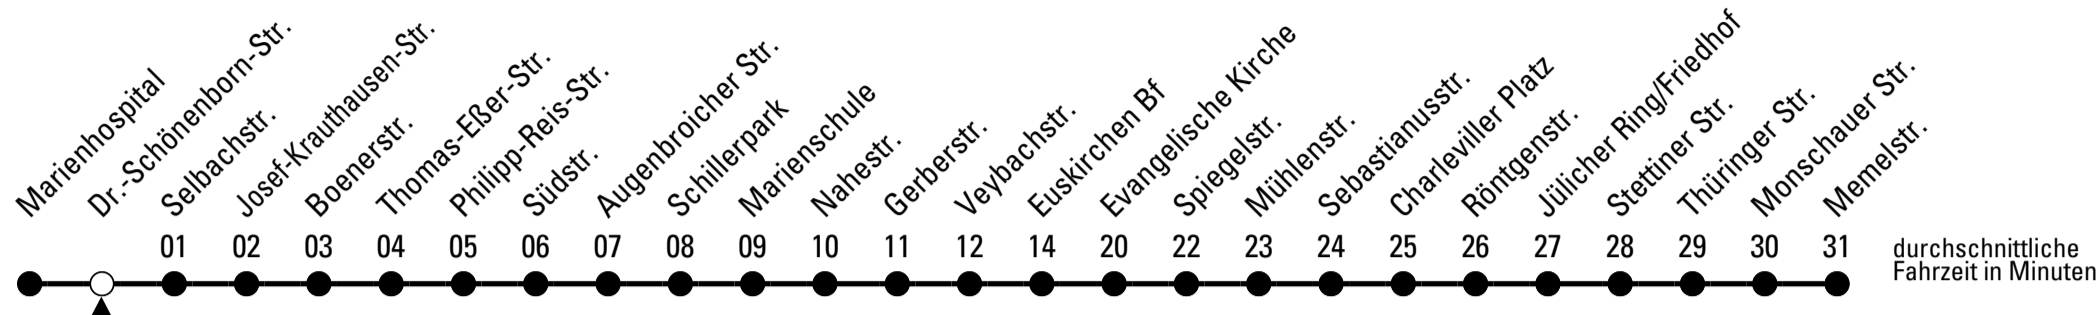 Marienhospital
Dr.-Schönenborn-Str.
Selbachstr.
Josef-Krauthausen-Str.
Boenerstr.
Thomas-Eßer-Str.
Philipp-Reis-Str.
Südstr.
Augenbroicher Str.
Schillerpark
Marienschule
Nahestr.
Gerberstr.
Veybachstr.
Euskirchen Bf
Evangelische Kirche
Spiegelstr.
Mühlenstr.
Sebastianusstr.
Charleviller Platz
Röntgenstr.
Jülicher Ring/Friedhof
Stettiner Str.
Thüringer Str.
Monschauer Str.
Memelstr.
01 02 03 04 05 06 07 08 09 10 11 12 14 20 22 23 24 25 26 27 28 29 30 31
durchschnittliche
Fahrzeit in Minuten